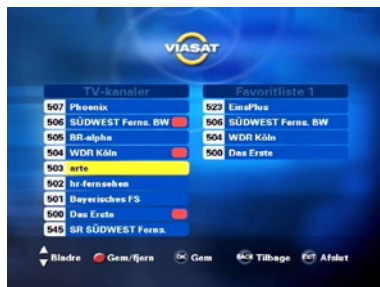 VIASAT
TV-kanaler
Favoritliste 1
507 Phoenix
523 EinsPlus
506 SÜDWEST Ferns. BW
506 SÜDWEST Ferns. BW
505 BR-alpha
504 WDR Köln
504 WDR Köln
500 Das Erste
503 arte
502 hr-fernsehen
501 Bayerisches FS
500 Das Erste
545 SR SÜDWEST Ferns.
Bladre Gem/fjern OK Gem BACK Tilbage EXIT Afslut